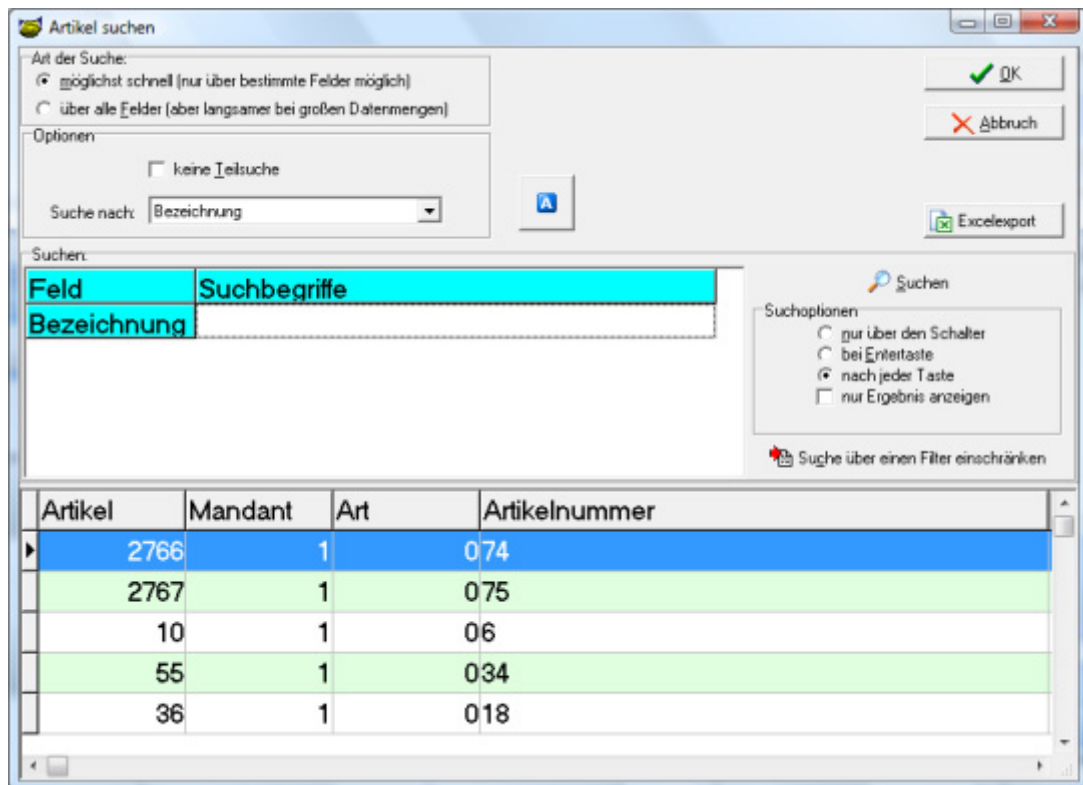 Artikel suchen
Art der Suche:
möglichst schnell (nur über bestimmte Felder möglich)
über alle Felder (aber langsamer bei großen Datenmengen)
OK
Abbruch
Optionen
keine Teilsuche
Suche nach: Bezeichnung
A
Excelexport
Suchen:
Feld Suchbegriffe
Bezeichnung
Suchen
Suchoptionen
nur über den Schalter
bei Entertaste
nach jeder Taste
nur Ergebnis anzeigen
Suche über einen Filter einschränken
Artikel Mandant Art Artikelnummer
2766 1 0 74
2767 1 0 75
10 1 0 6
55 1 0 34
36 1 0 18